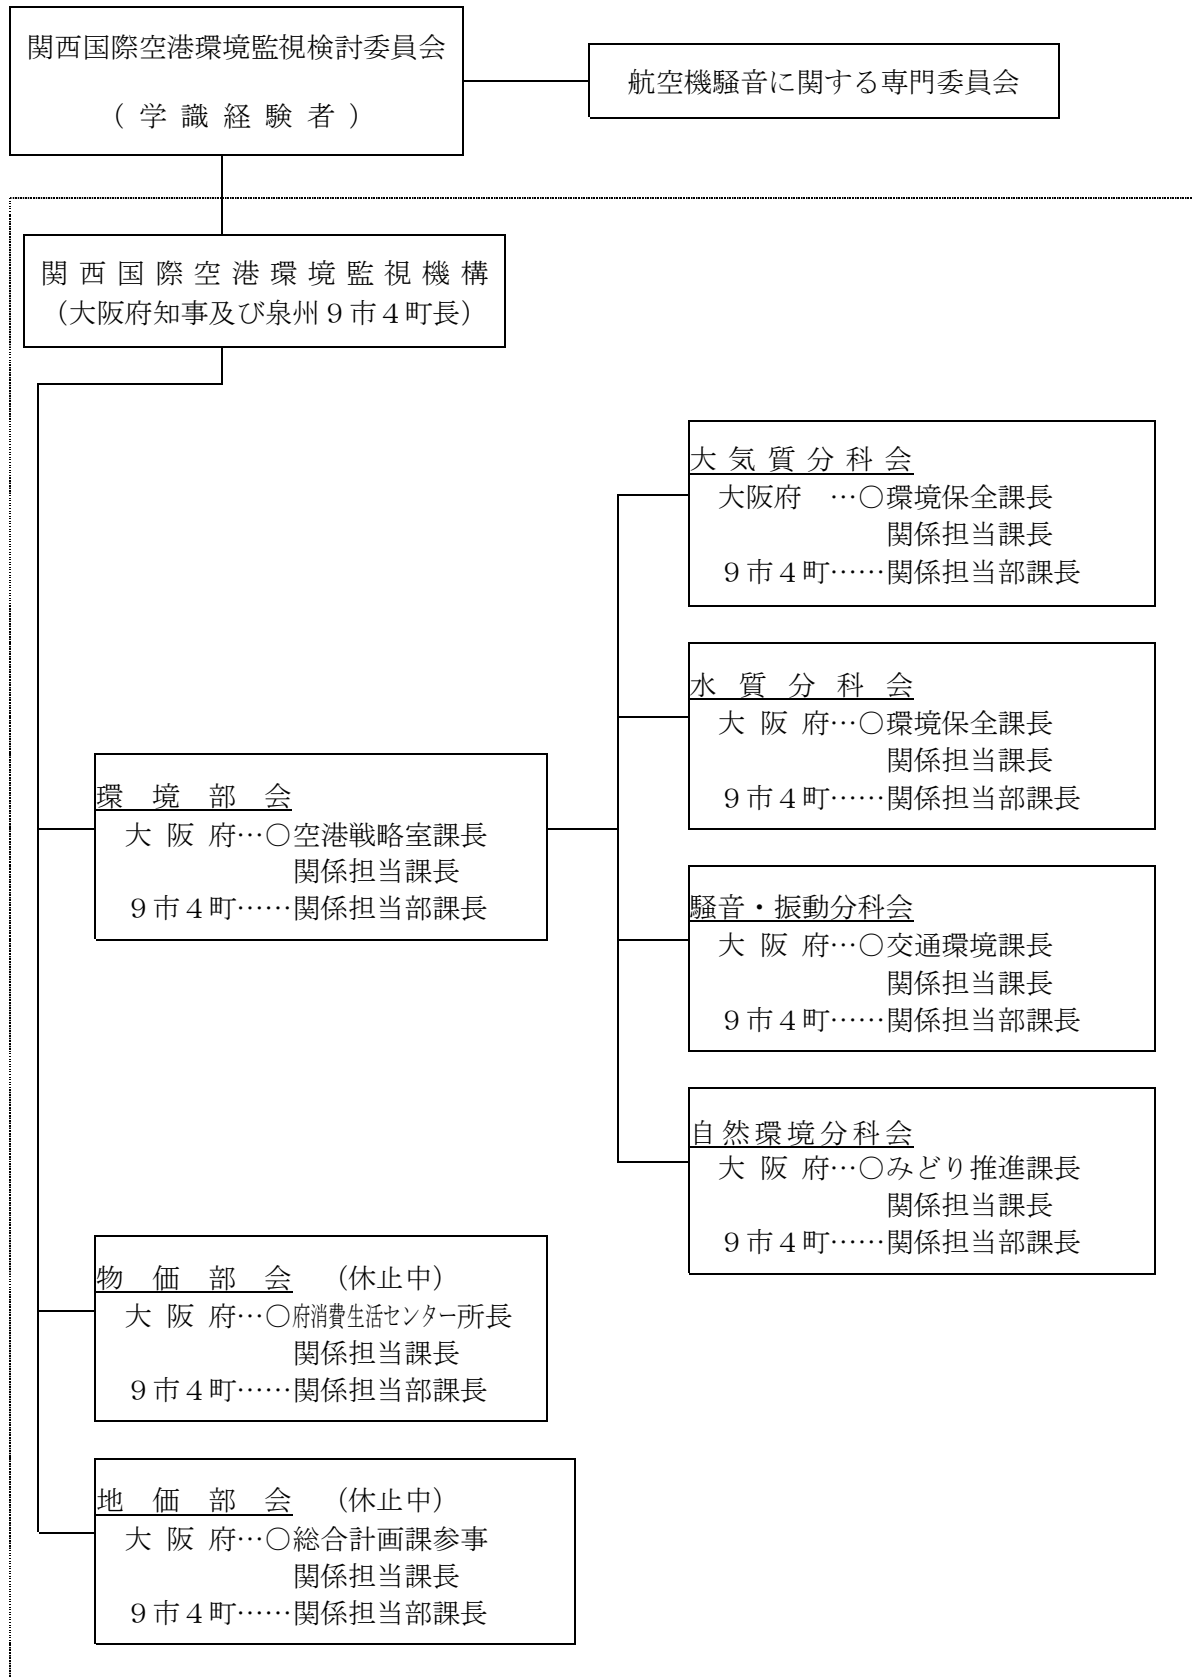 関西国際空港環境監視検討委員会
(学識経験者)
航空機騒音に関する専門委員会
関西国際空港環境監視機構
(大阪府知事及び泉州９市４町長)
大気質分科会
大阪府　…○環境保全課長
関係担当課長
９市４町……関係担当部課長
水質分科会
大阪府…○環境保全課長
関係担当課長
９市４町……関係担当部課長
環境部会
大阪府…○空港戦略室課長
関係担当課長
９市４町……関係担当部課長
騒音・振動分科会
大阪府…○交通環境課長
関係担当課長
９市４町……関係担当部課長
自然環境分科会
大阪府…○みどり推進課長
関係担当課長
９市４町……関係担当部課長
物価部会　(休止中)
大阪府…○府消費生活センター所長
関係担当課長
９市４町……関係担当部課長
地価部会　(休止中)
大阪府…○総合計画課参事
関係担当課長
９市４町……関係担当部課長